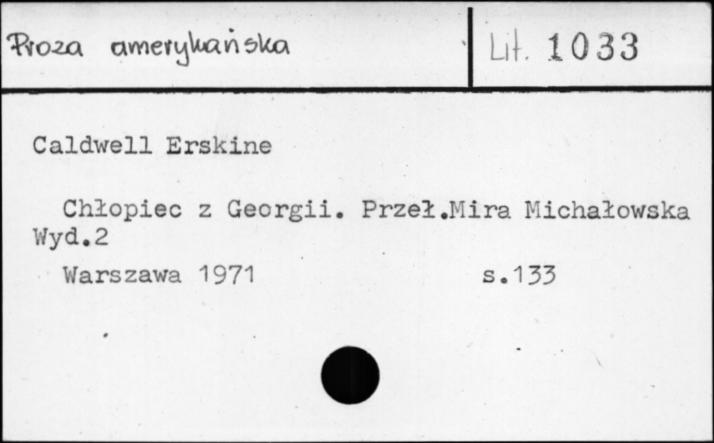 Proza amerykańska
Lit. 1033
Caldwell Erskine
Chłopiec z Georgii. Przeł.Mira Michałowska
Wyd.2
Warszawa 1971 s.133